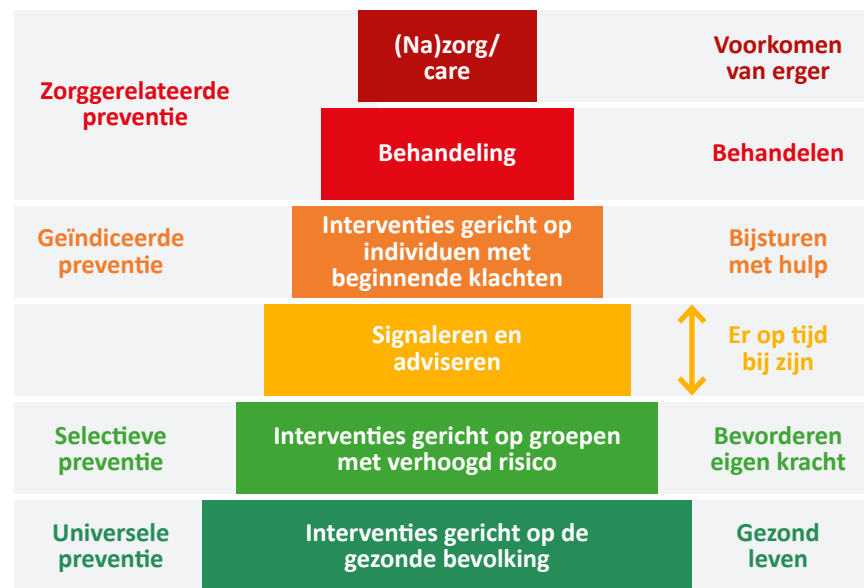 (Na)zorg/
care
Voorkomen
van erger
Zorggerelateerde
preventie
Behandeling
Behandelen
Geïndiceerde
preventie
Interventies gericht op
individuen met
beginnende klachten
Bijsturen
met hulp
Signaleren en
adviseren
Er op tijd
bij zijn
Selectieve
preventie
Interventies gericht op groepen
met verhoogd risico
Bevorderen
eigen kracht
Universele
preventie
Interventies gericht op de
gezonde bevolking
Gezond
leven